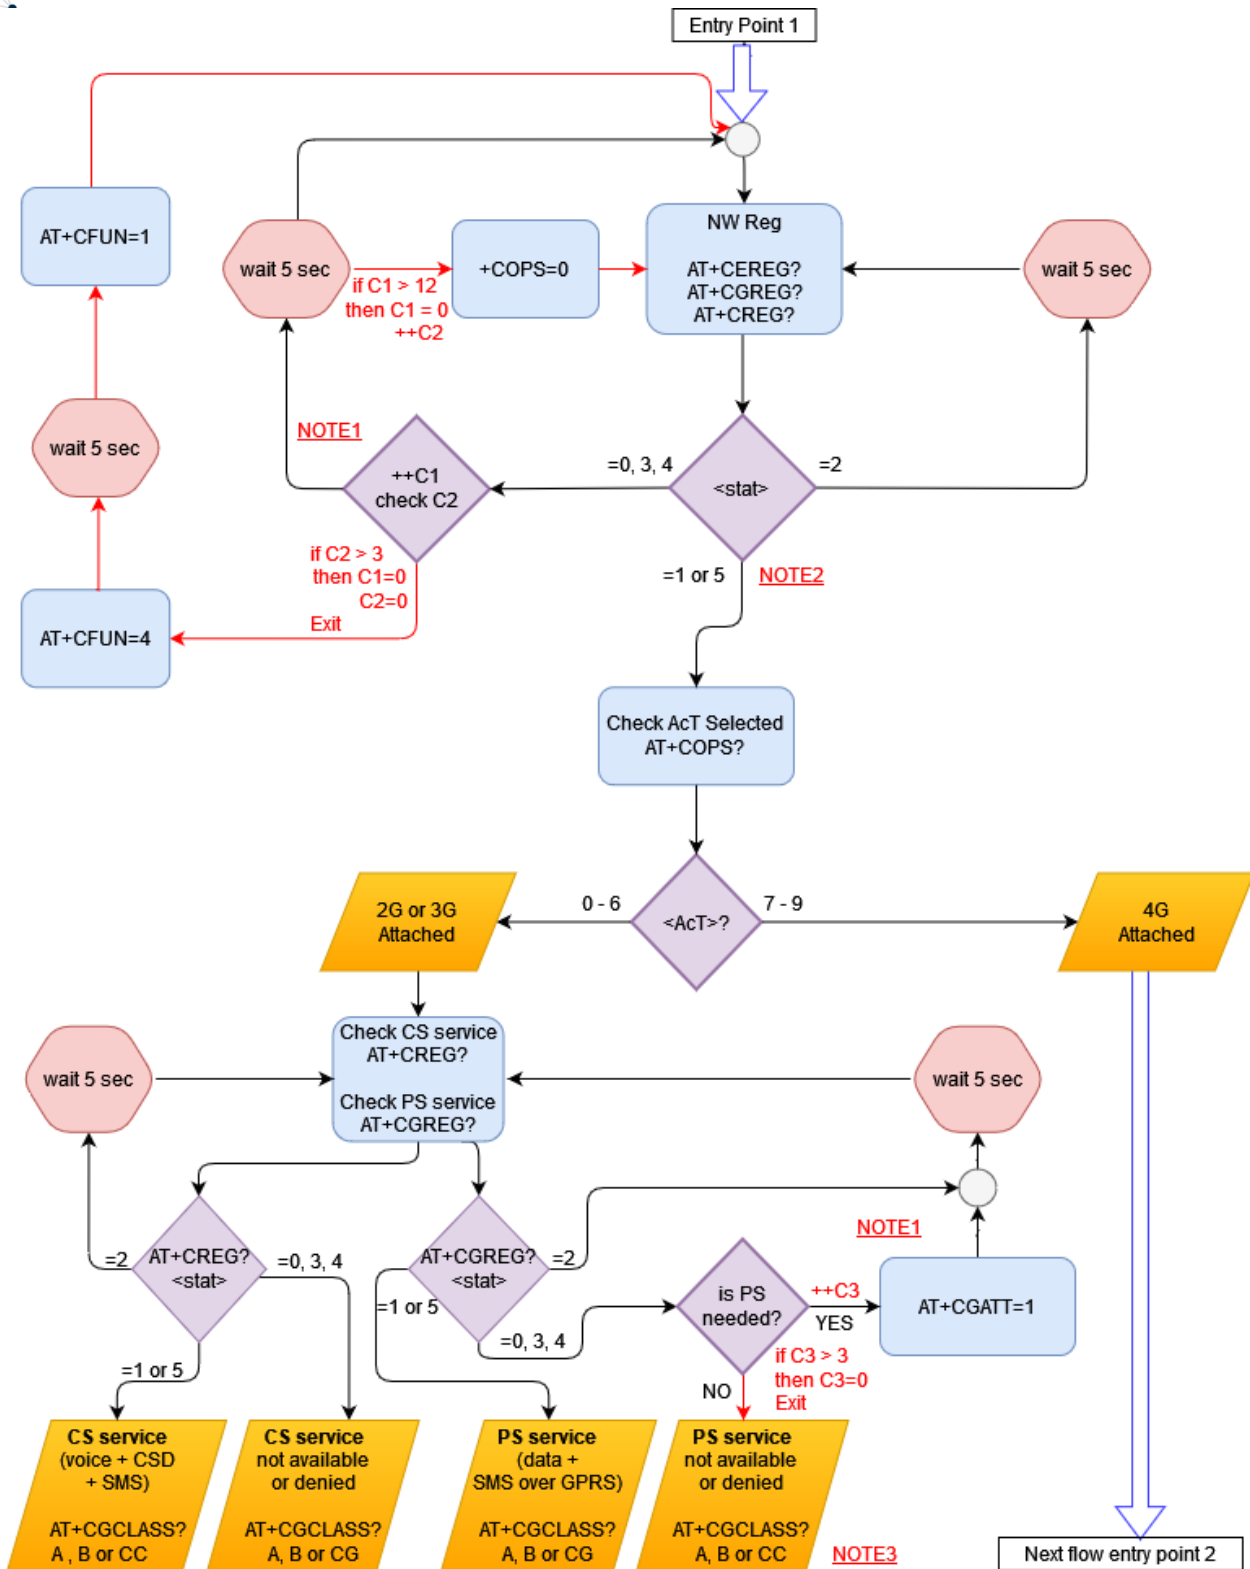 Entry Point 1
AT+CFUN=1
wait 5 sec
if C1 > 12
then C1 = 0
++C2
+COPS=0
NW Reg
AT+CEREG?
AT+CGREG?
AT+CREG?
wait 5 sec
wait 5 sec
NOTE1
++C1
check C2
=0, 3, 4
<stat>
=2
if C2 > 3
then C1=0
C2=0
Exit
=1 or 5
NOTE2
AT+CFUN=4
Check AcT Selected
AT+COPS?
2G or 3G
Attached
0 - 6
<AcT>?
7 - 9
4G
Attached
wait 5 sec
Check CS service
AT+CREG?
Check PS service
AT+CGREG?
wait 5 sec
=2
AT+CREG?
<stat>
=0, 3, 4
AT+CGREG?
<stat>
=2
=1 or 5
=0, 3, 4
is PS
needed?
++C3
YES
NOTE1
AT+CGATT=1
if C3 > 3
then C3=0
Exit
NO
=1 or 5
CS service
(voice + CSD
+ SMS)
AT+CGCLASS?
A , B or CC
CS service
not available
or denied
AT+CGCLASS?
A, B or CG
PS service
(data +
SMS over GPRS)
AT+CGCLASS?
A, B or CG
PS service
not available
or denied
AT+CGCLASS?
A, B or CC
NOTE3
Next flow entry point 2